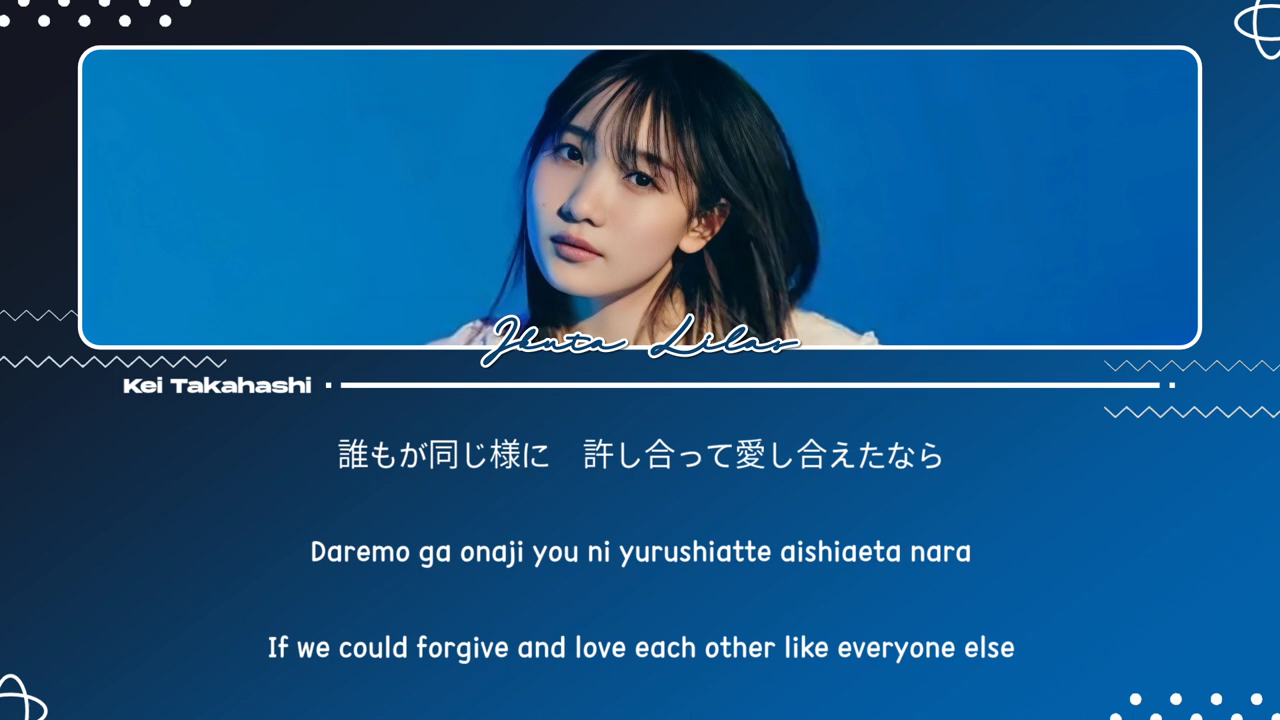 Ikuta Lilas
Kei Takahashi
誰もが同じ様に　許し合って愛し合えたなら
Daremo ga onaji you ni yurushiatte aishiaeta nara
If we could forgive and love each other like everyone else